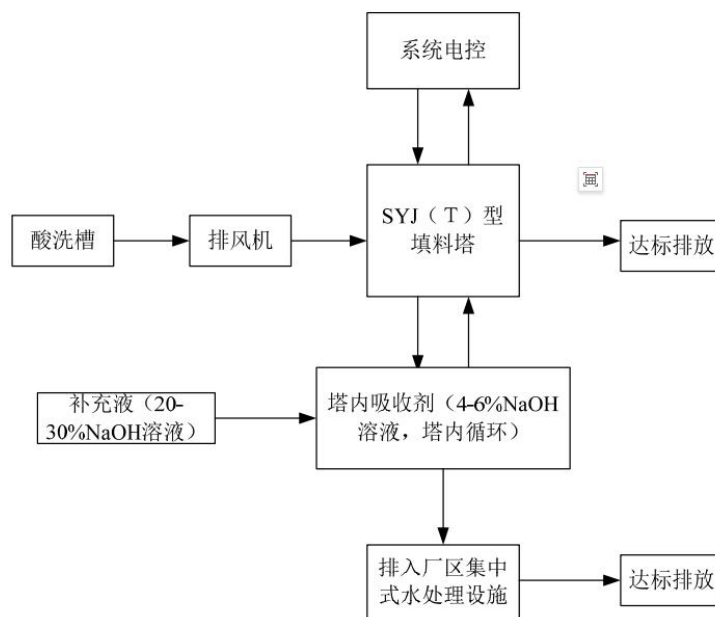 系统电控
SYJ（T）型
填料塔
酸洗槽
排风机
达标排放
补充液（20-
30%NaOH溶液）
塔内吸收剂（4-6%NaOH
溶液，塔内循环）
排入厂区集中
式水处理设施
达标排放